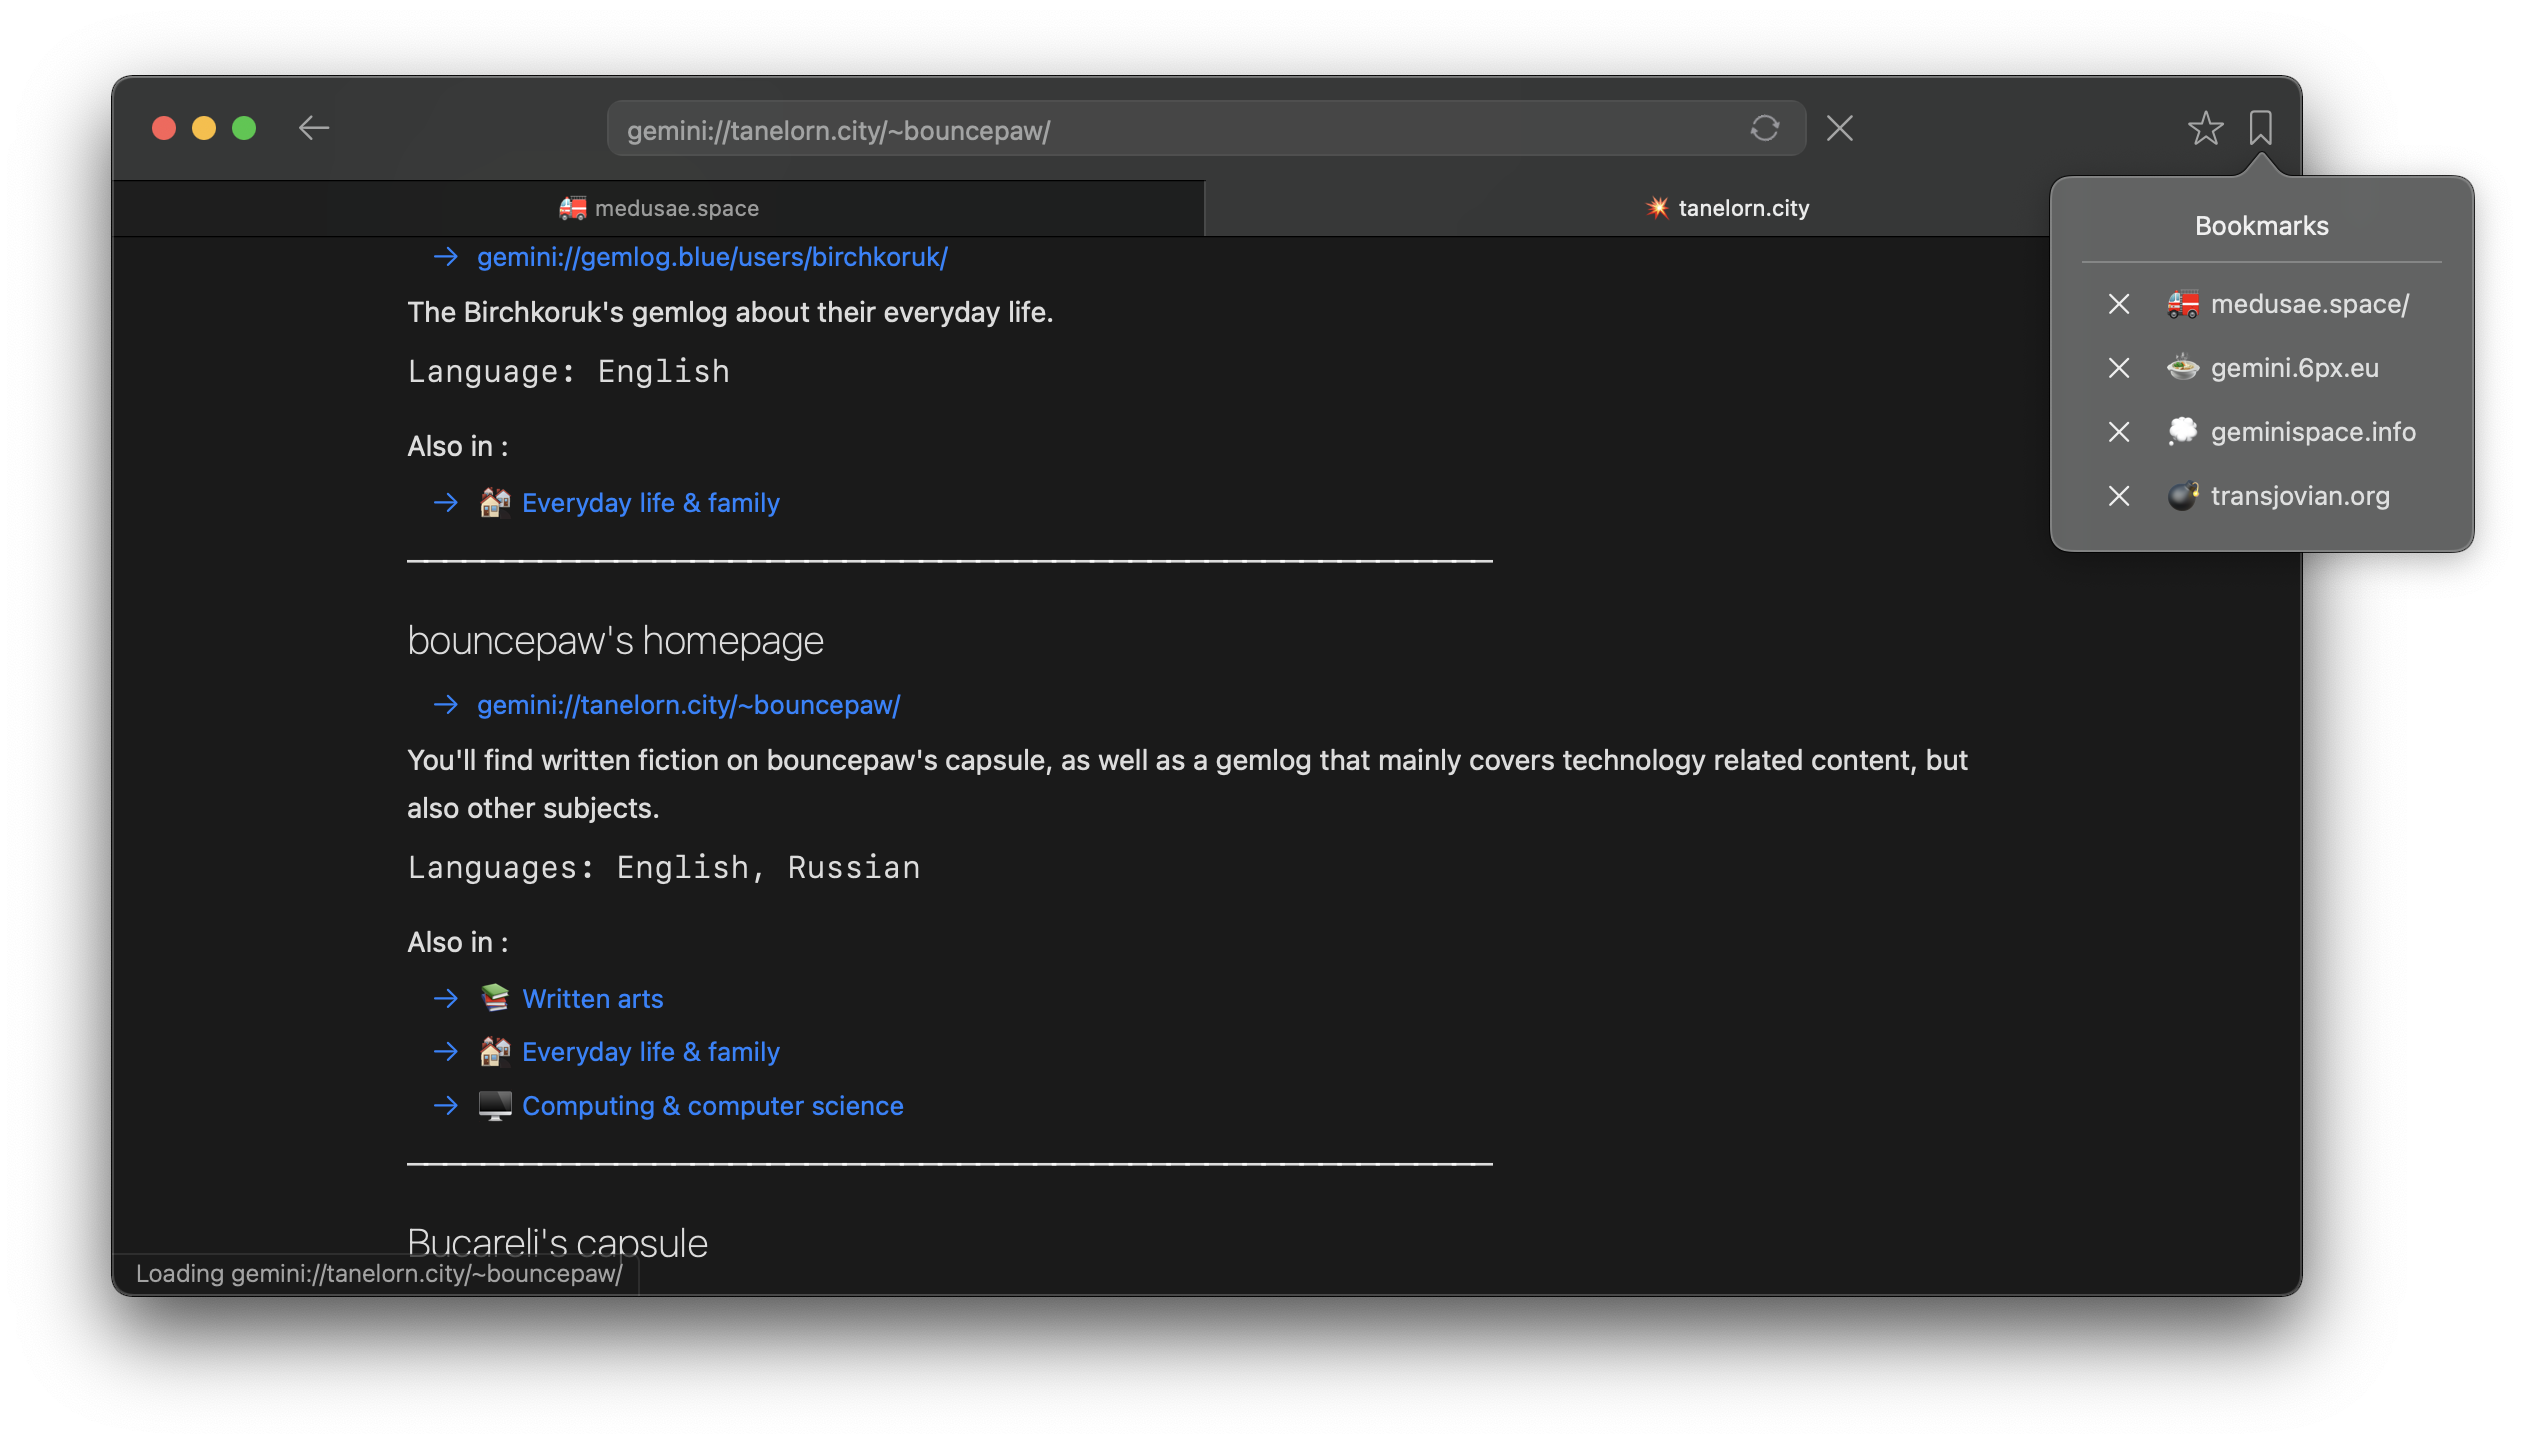 gemini://tanelorn.city/~bouncepaw/
medusae.space
tanelorn.city
Bookmarks
medusae.space/
gemini.6px.eu
geminispace.info
transjovian.org
→ gemini://gemlog.blue/users/birchkoruk/
The Birchkoruk's gemlog about their everyday life.
Language: English
Also in :
→ Everyday life & family
bouncepaw's homepage
→ gemini://tanelorn.city/~bouncepaw/
You'll find written fiction on bouncepaw's capsule, as well as a gemlog that mainly covers technology related content, but
also other subjects.
Languages: English, Russian
Also in :
→ Written arts
→ Everyday life & family
→ Computing & computer science
Bucareli's capsule
Loading gemini://tanelorn.city/~bouncepaw/